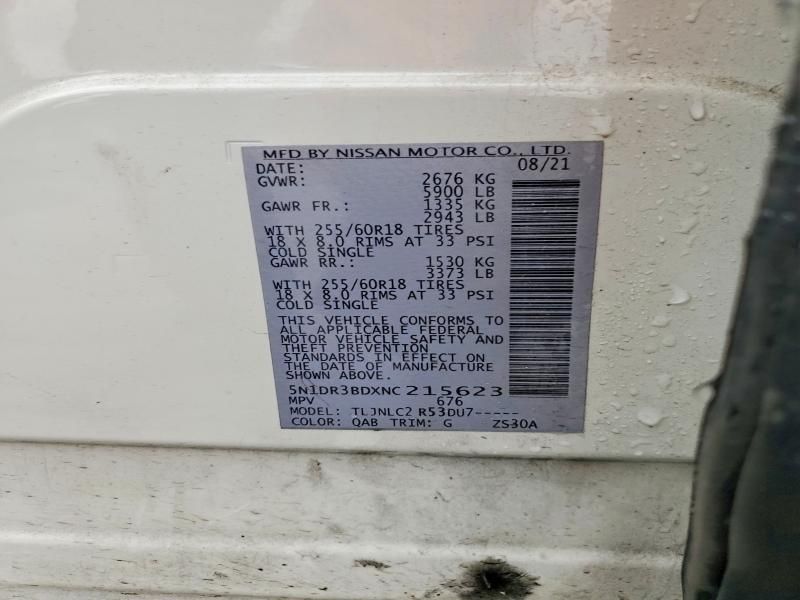 MFD BY NISSAN MOTOR CO., LTD.
DATE: 08/21
GVWR: 2676 KG
5900 LB
GAWR FR.: 1335 KG
2943 LB
WITH 255/60R18 TIRES
18 X 8.0 RIMS AT 33 PSI
COLD SINGLE
GAWR RR.: 1530 KG
3373 LB
WITH 255/60R18 TIRES
18 X 8.0 RIMS AT 33 PSI
COLD SINGLE
THIS VEHICLE CONFORMS TO
ALL APPLICABLE FEDERAL
MOTOR VEHICLE SAFETY AND
THEFT PREVENTION
STANDARDS IN EFFECT ON
THE DATE OF MANUFACTURE
SHOWN ABOVE.
5N1DR3BDXNC215623
MPV 676
MODEL: TLJNLC2 R53DU7-----
COLOR: QAB TRIM: G ZS30A